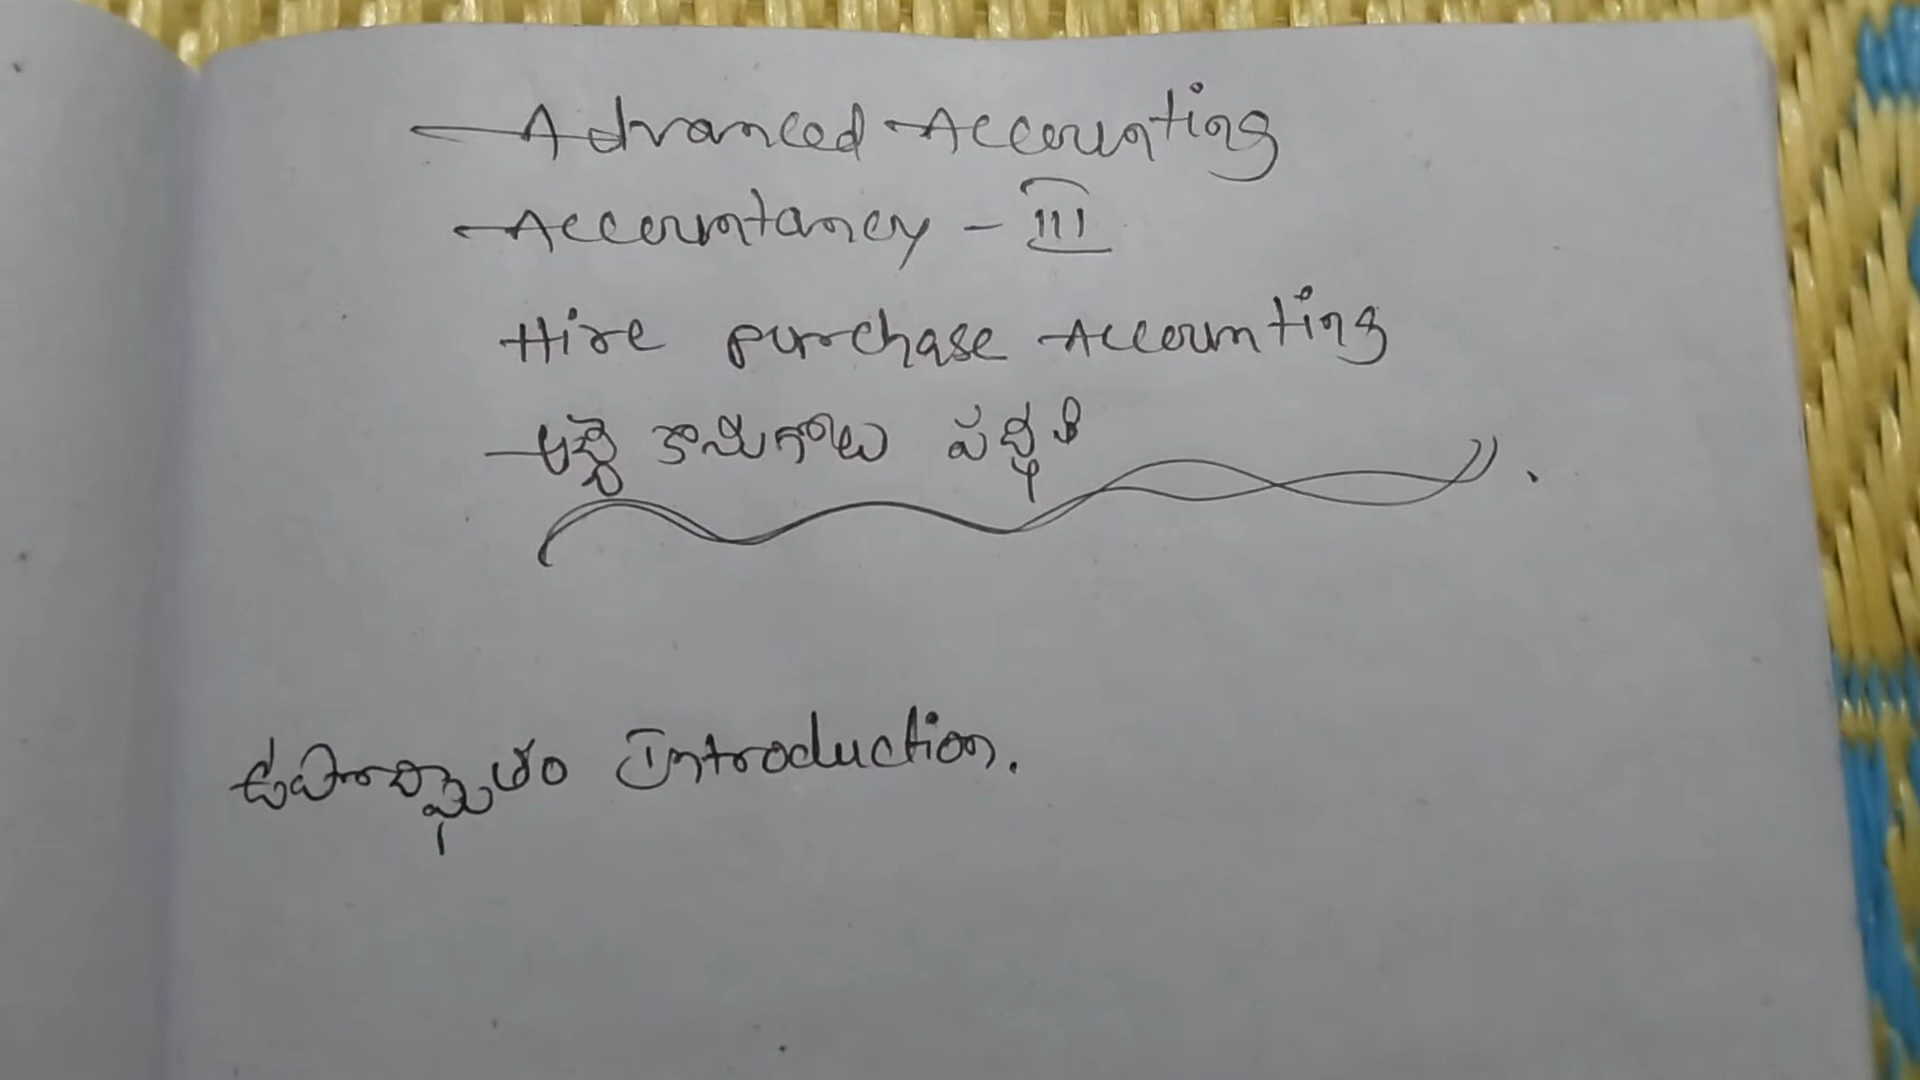 Advanced Accounting
Accountancy - III
Hire purchase Accounting
అద్దె కొనుగోలు పద్ధతి
ఉపోద్ఘాతం Introduction.